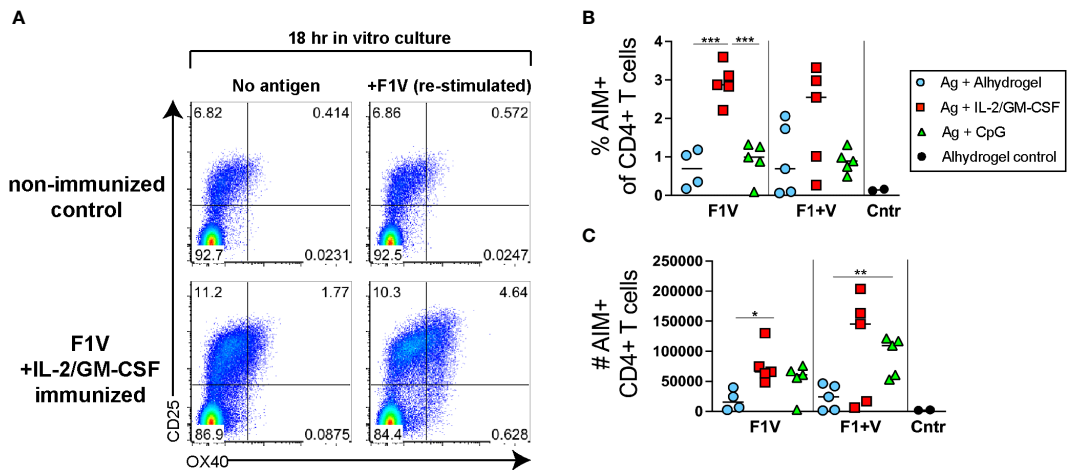 A
18 hr in vitro culture
No antigen
+F1V (re-stimulated)
6.82
0.414
6.86
0.572
non-immunized
control
92.7
0.0231
92.5
0.0247
11.2
1.77
10.3
4.64
F1V
+IL-2/GM-CSF
immunized
86.9
0.0875
84.4
0.628
CD25
OX40
B
% AIM+
of CD4+ T cells
4
3
2
1
0
***
***
F1V
F1+V
Cntr
Ag + Alhydrogel
Ag + IL-2/GM-CSF
Ag + CpG
Alhydrogel control
C
# AIM+
CD4+ T cells
250000
200000
150000
100000
50000
0
*
**
F1V
F1+V
Cntr